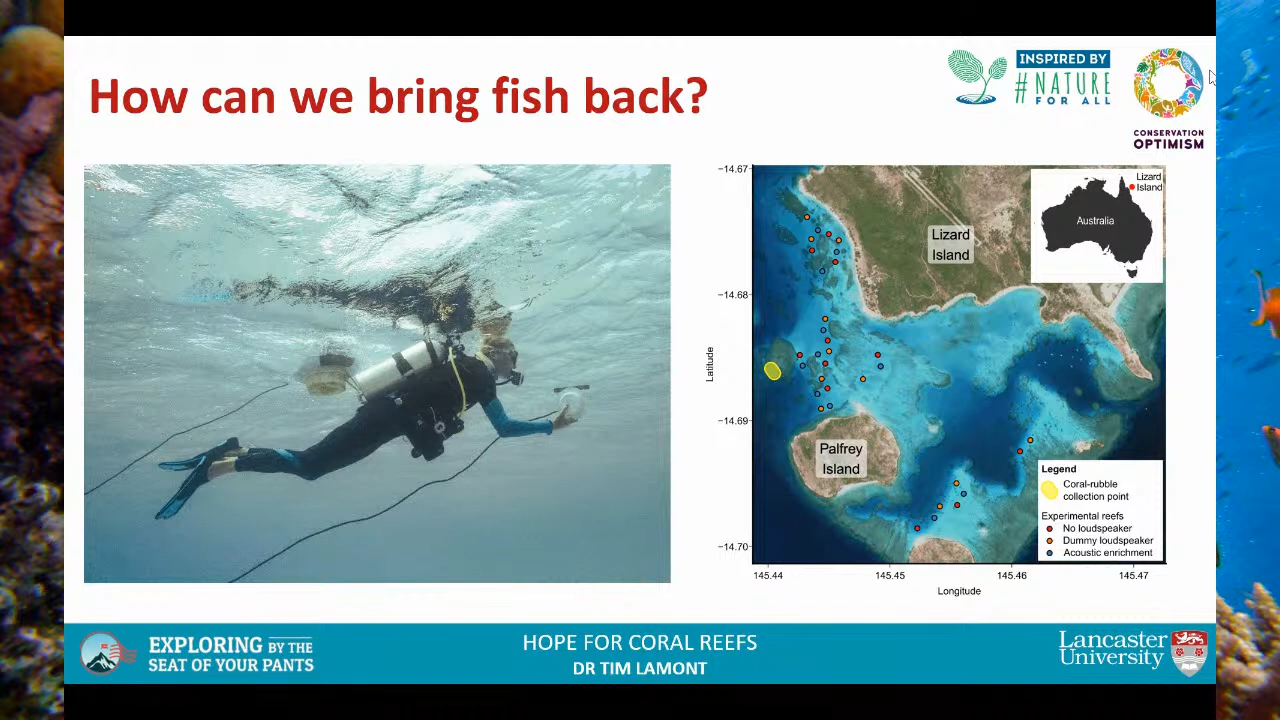 How can we bring fish back?
INSPIRED BY
#NATURE
FOR ALL
CONSERVATION
OPTIMISM
−14.67
−14.68
−14.69
−14.70
Latitude
145.44
145.45
145.46
145.47
Longitude
Lizard
Island
Palfrey
Island
Lizard
Island
Australia
Legend
Coral-rubble
collection point
Experimental reefs
No loudspeaker
Dummy loudspeaker
Acoustic enrichment
EXPLORING BY THE
SEAT OF YOUR PANTS
HOPE FOR CORAL REEFS
DR TIM LAMONT
Lancaster
University